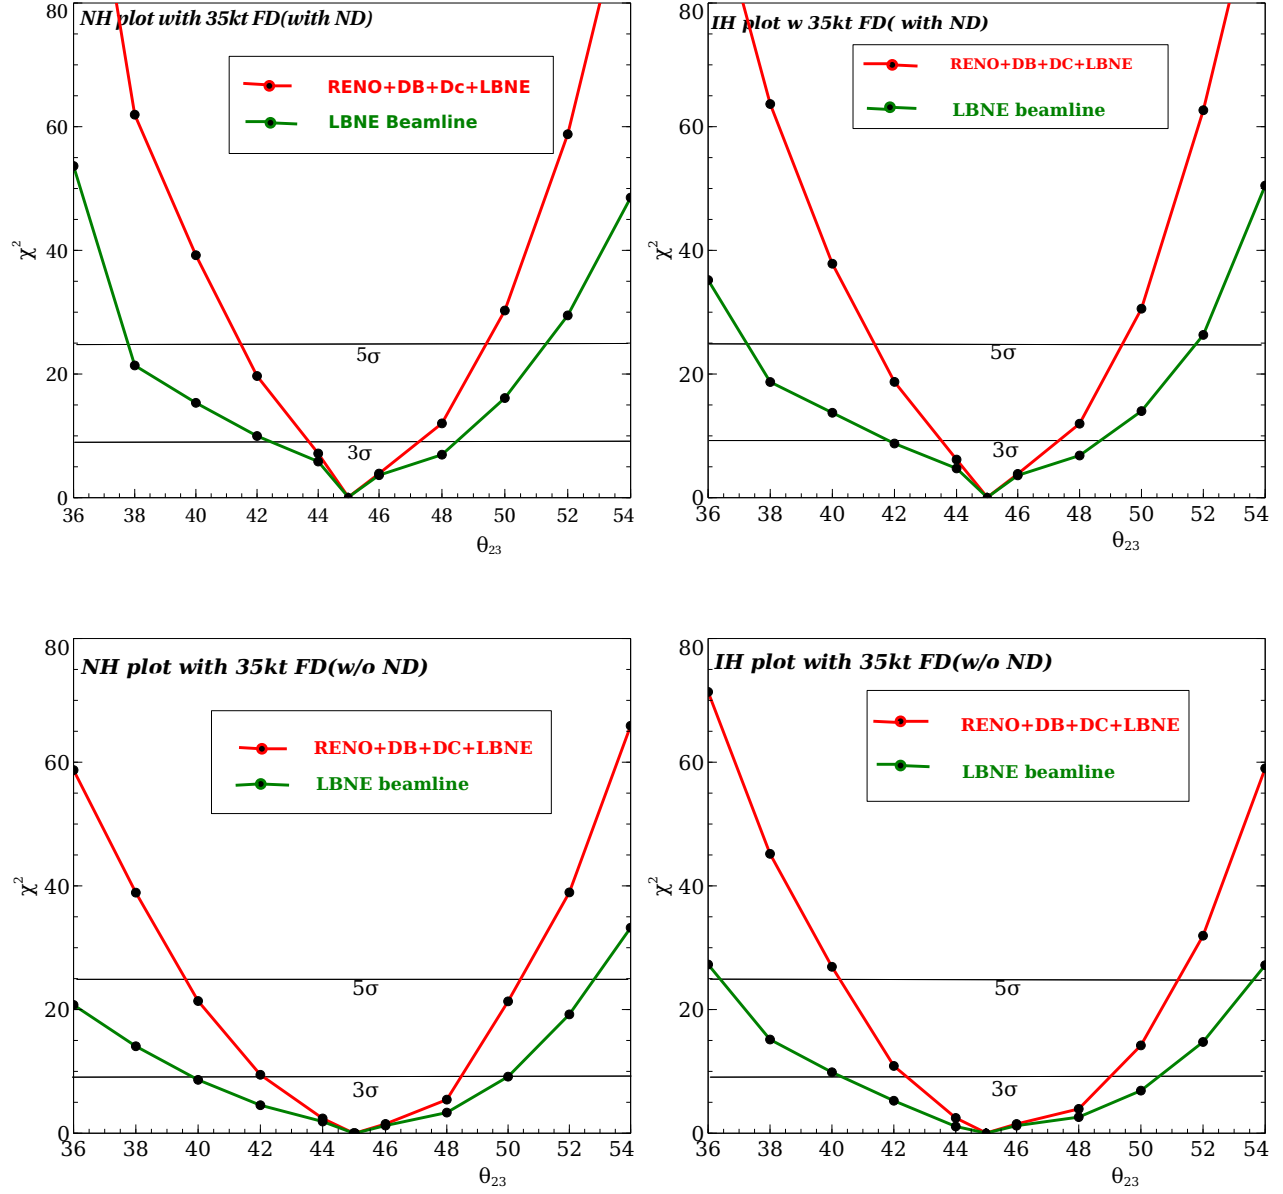 NH plot with 35kt FD(with ND)
RENO+DB+Dc+LBNE
LBNE Beamline
80
60
40
20
0
χ²
5σ
3σ
36 38 40 42 44 46 48 50 52 54
θ₂₃
IH plot w 35kt FD( with ND)
RENO+DB+DC+LBNE
LBNE beamline
80
60
40
20
0
χ²
5σ
3σ
36 38 40 42 44 46 48 50 52 54
θ₂₃
NH plot with 35kt FD(w/o ND)
RENO+DB+DC+LBNE
LBNE beamline
80
60
40
20
0
χ²
5σ
3σ
36 38 40 42 44 46 48 50 52 54
θ₂₃
IH plot with 35kt FD(w/o ND)
RENO+DB+DC+LBNE
LBNE beamline
80
60
40
20
0
χ²
5σ
3σ
36 38 40 42 44 46 48 50 52 54
θ₂₃